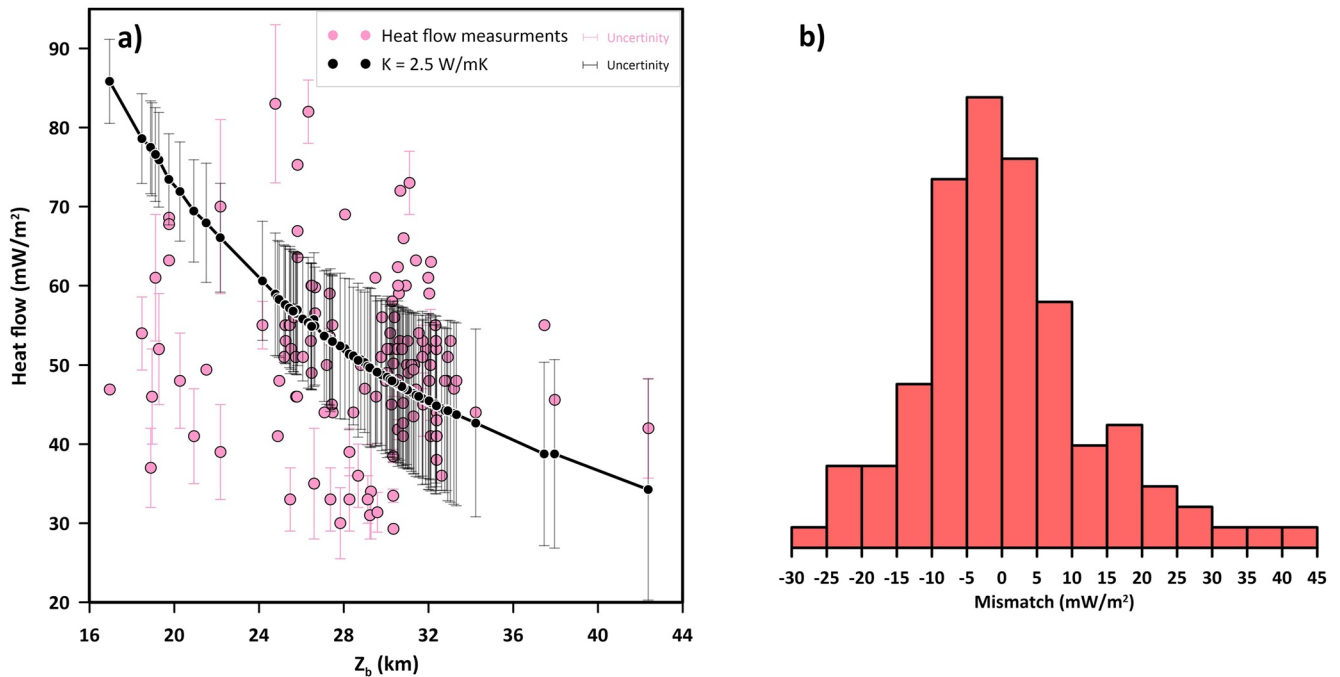 a)
Heat flow measurments
Uncertinity
K = 2.5 W/mK
Uncertinity
90
80
70
60
50
40
30
20
Heat flow (mW/m²)
16 20 24 28 32 36 40 44
Z_b (km)
b)
-30 -25 -20 -15 -10 -5 0 5 10 15 20 25 30 35 40 45
Mismatch (mW/m²)